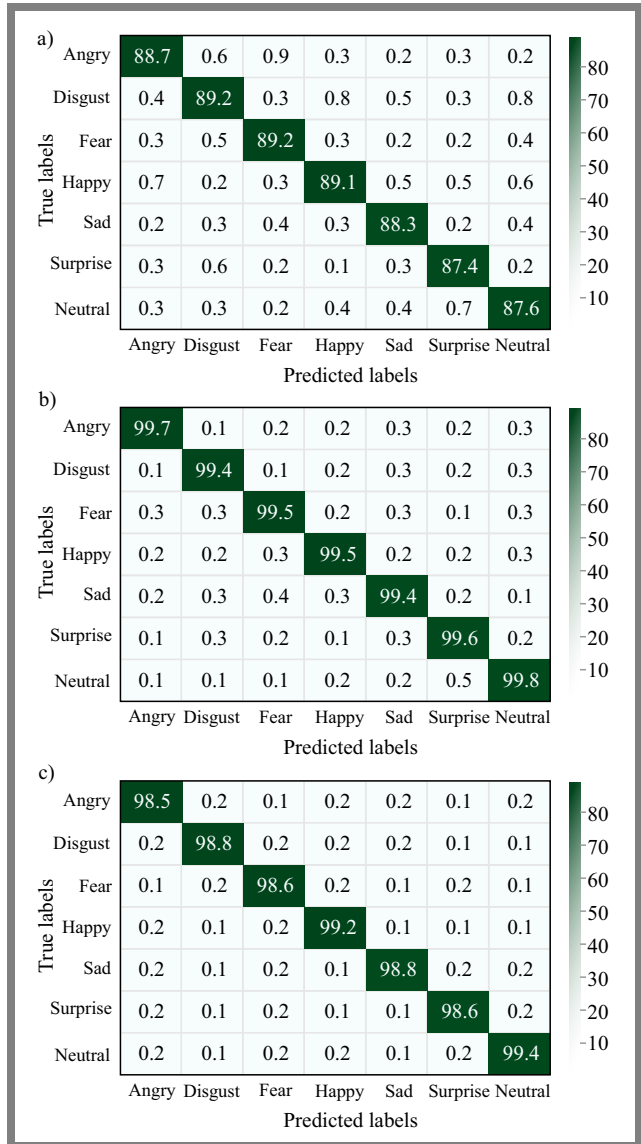 a)
True labels
Angry 88.7 0.6 0.9 0.3 0.2 0.3 0.2
Disgust 0.4 89.2 0.3 0.8 0.5 0.3 0.8
Fear 0.3 0.5 89.2 0.3 0.2 0.2 0.4
Happy 0.7 0.2 0.3 89.1 0.5 0.5 0.6
Sad 0.2 0.3 0.4 0.3 88.3 0.2 0.4
Surprise 0.3 0.6 0.2 0.1 0.3 87.4 0.2
Neutral 0.3 0.3 0.2 0.4 0.4 0.7 87.6
Angry Disgust Fear Happy Sad Surprise Neutral
Predicted labels
80
70
60
50
40
30
20
10
b)
True labels
Angry 99.7 0.1 0.2 0.2 0.3 0.2 0.3
Disgust 0.1 99.4 0.1 0.2 0.3 0.2 0.3
Fear 0.3 0.3 99.5 0.2 0.3 0.1 0.3
Happy 0.2 0.2 0.3 99.5 0.2 0.2 0.3
Sad 0.2 0.3 0.4 0.3 99.4 0.2 0.1
Surprise 0.1 0.3 0.2 0.1 0.3 99.6 0.2
Neutral 0.1 0.1 0.1 0.2 0.2 0.5 99.8
Angry Disgust Fear Happy Sad Surprise Neutral
Predicted labels
80
70
60
50
40
30
20
10
c)
True labels
Angry 98.5 0.2 0.1 0.2 0.2 0.1 0.2
Disgust 0.2 98.8 0.2 0.2 0.2 0.1 0.1
Fear 0.1 0.2 98.6 0.2 0.1 0.2 0.1
Happy 0.2 0.1 0.2 99.2 0.1 0.1 0.1
Sad 0.2 0.1 0.2 0.1 98.8 0.2 0.2
Surprise 0.2 0.1 0.2 0.1 0.1 98.6 0.2
Neutral 0.2 0.1 0.2 0.2 0.1 0.2 99.4
Angry Disgust Fear Happy Sad Surprise Neutral
Predicted labels
80
70
60
50
40
30
20
10